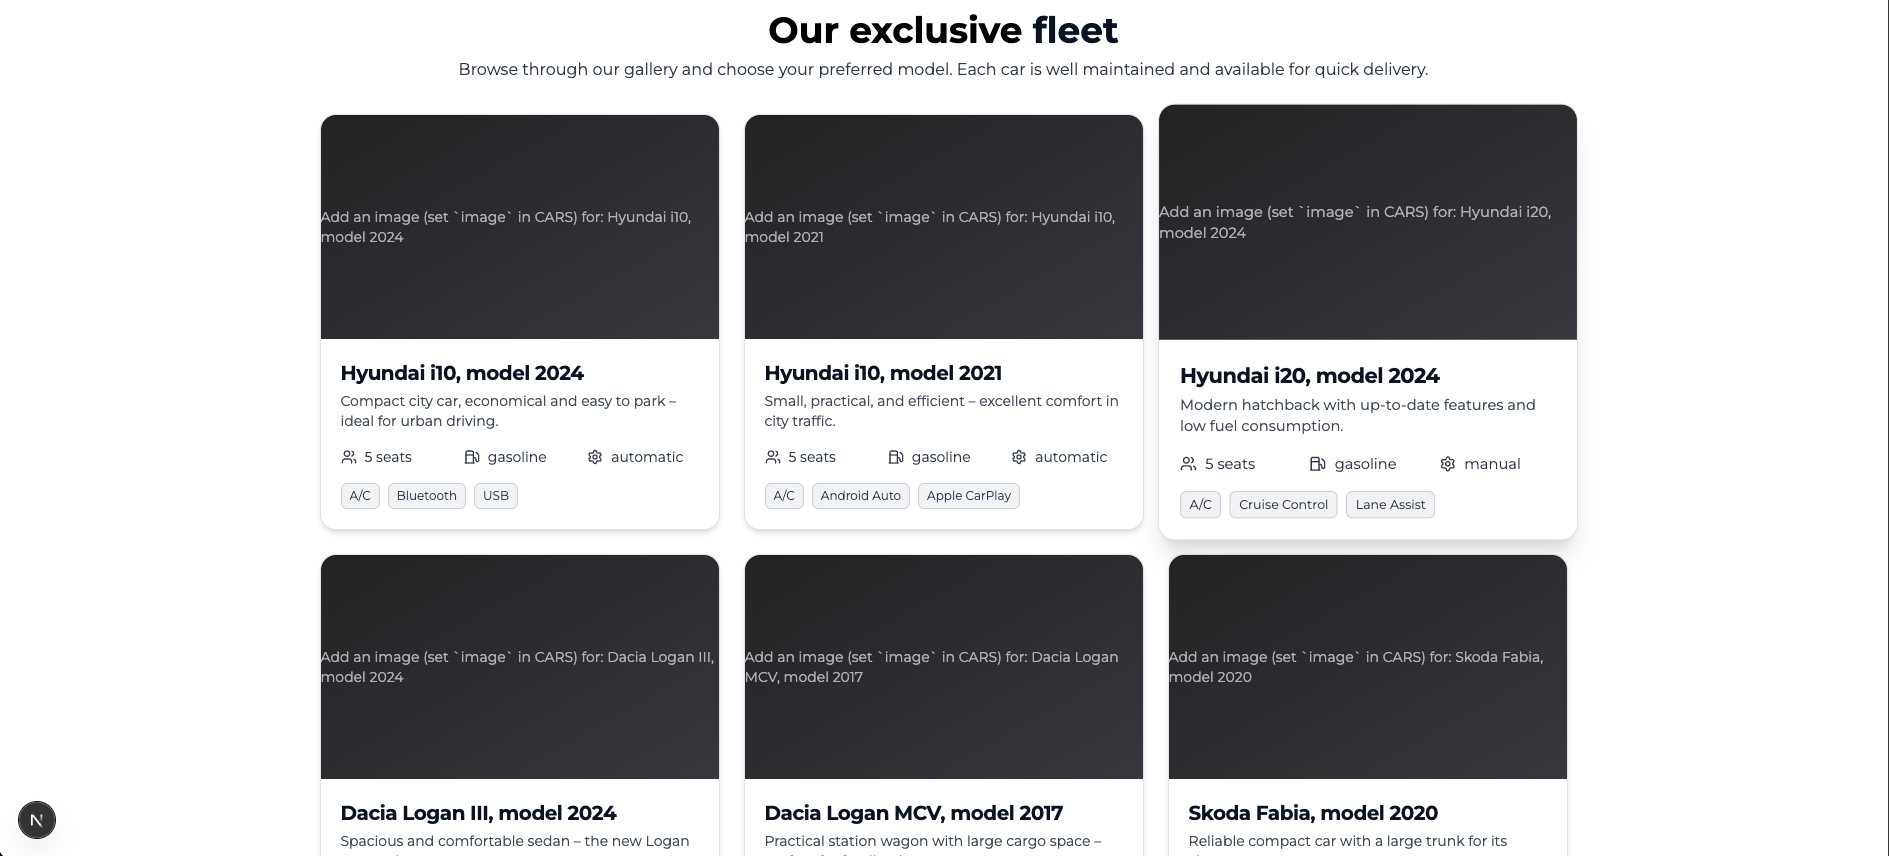 Our exclusive fleet
Browse through our gallery and choose your preferred model. Each car is well maintained and available for quick delivery.
Add an image (set `image` in CARS) for: Hyundai i10,
model 2024
Hyundai i10, model 2024
Compact city car, economical and easy to park –
ideal for urban driving.
5 seats gasoline automatic
A/C Bluetooth USB
Add an image (set `image` in CARS) for: Hyundai i10,
model 2021
Hyundai i10, model 2021
Small, practical, and efficient – excellent comfort in
city traffic.
5 seats gasoline automatic
A/C Android Auto Apple CarPlay
Add an image (set `image` in CARS) for: Hyundai i20,
model 2024
Hyundai i20, model 2024
Modern hatchback with up-to-date features and
low fuel consumption.
5 seats gasoline manual
A/C Cruise Control Lane Assist
Add an image (set `image` in CARS) for: Dacia Logan III,
model 2024
Dacia Logan III, model 2024
Spacious and comfortable sedan – the new Logan
Add an image (set `image` in CARS) for: Dacia Logan
MCV, model 2017
Dacia Logan MCV, model 2017
Practical station wagon with large cargo space –
Add an image (set `image` in CARS) for: Skoda Fabia,
model 2020
Skoda Fabia, model 2020
Reliable compact car with a large trunk for its
N